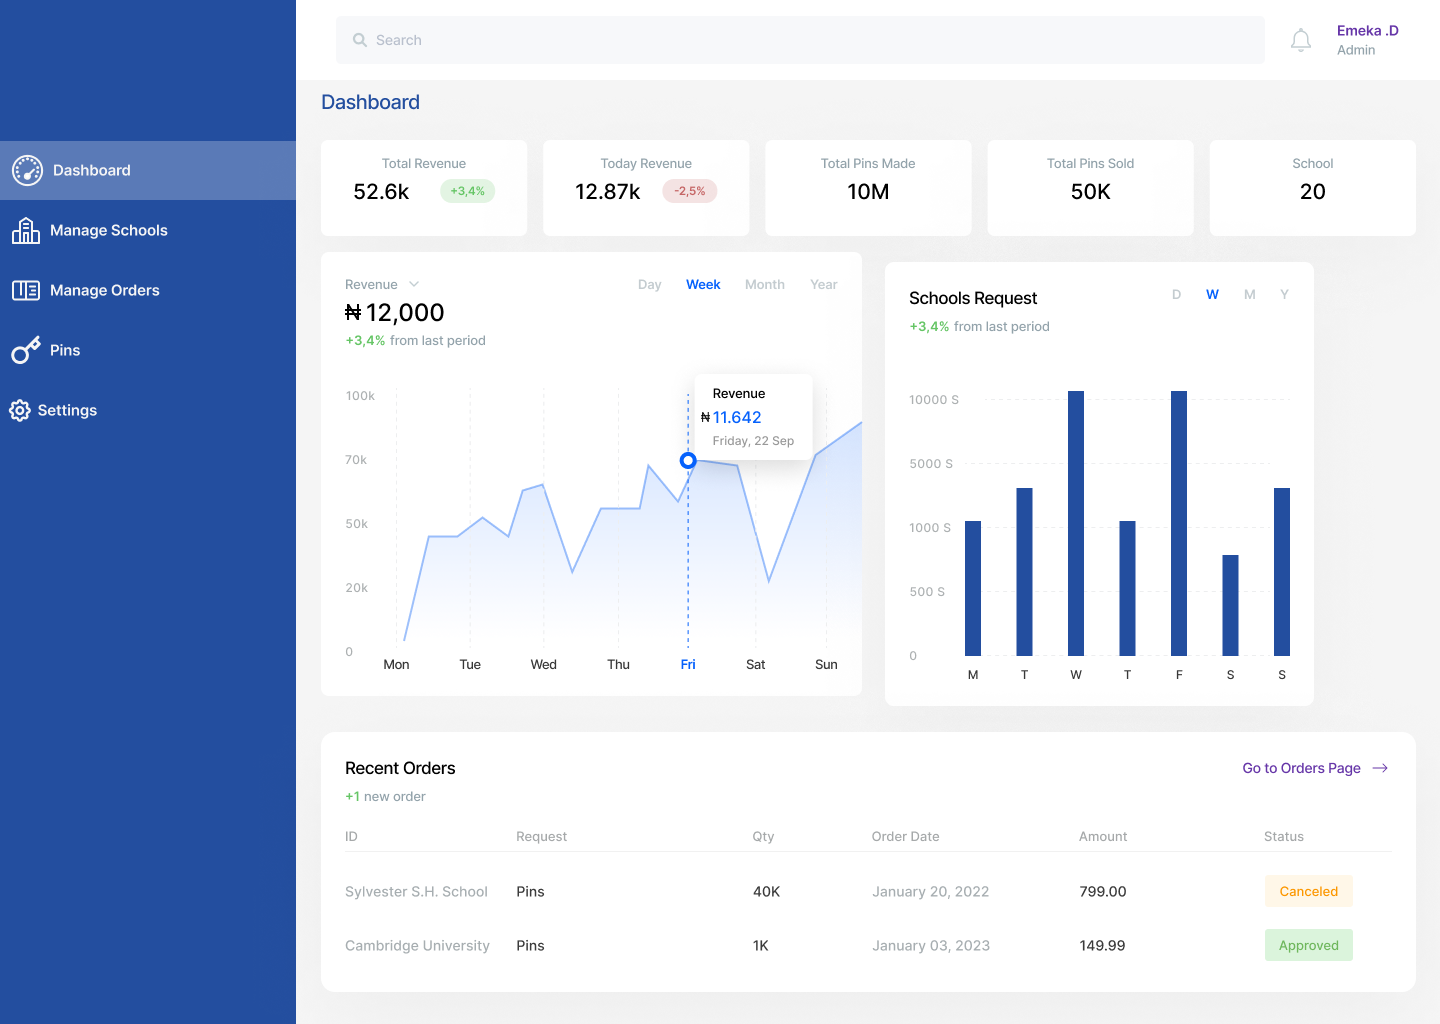 Search
Emeka .D
Admin
Dashboard
Manage Schools
Manage Orders
Pins
Settings
Dashboard
Total Revenue
52.6k +3,4%
Today Revenue
12.87k -2,5%
Total Pins Made
10M
Total Pins Sold
50K
School
20
Revenue Day Week Month Year
₦ 12,000
+3,4% from last period
100k
70k
50k
20k
0
Revenue
₦ 11.642
Friday, 22 Sep
Mon Tue Wed Thu Fri Sat Sun
Schools Request D W M Y
+3,4% from last period
10000 S
5000 S
1000 S
500 S
0
M T W T F S S
Recent Orders Go to Orders Page →
+1 new order
ID Request Qty Order Date Amount Status
Sylvester S.H. School Pins 40K January 20, 2022 799.00 Canceled
Cambridge University Pins 1K January 03, 2023 149.99 Approved